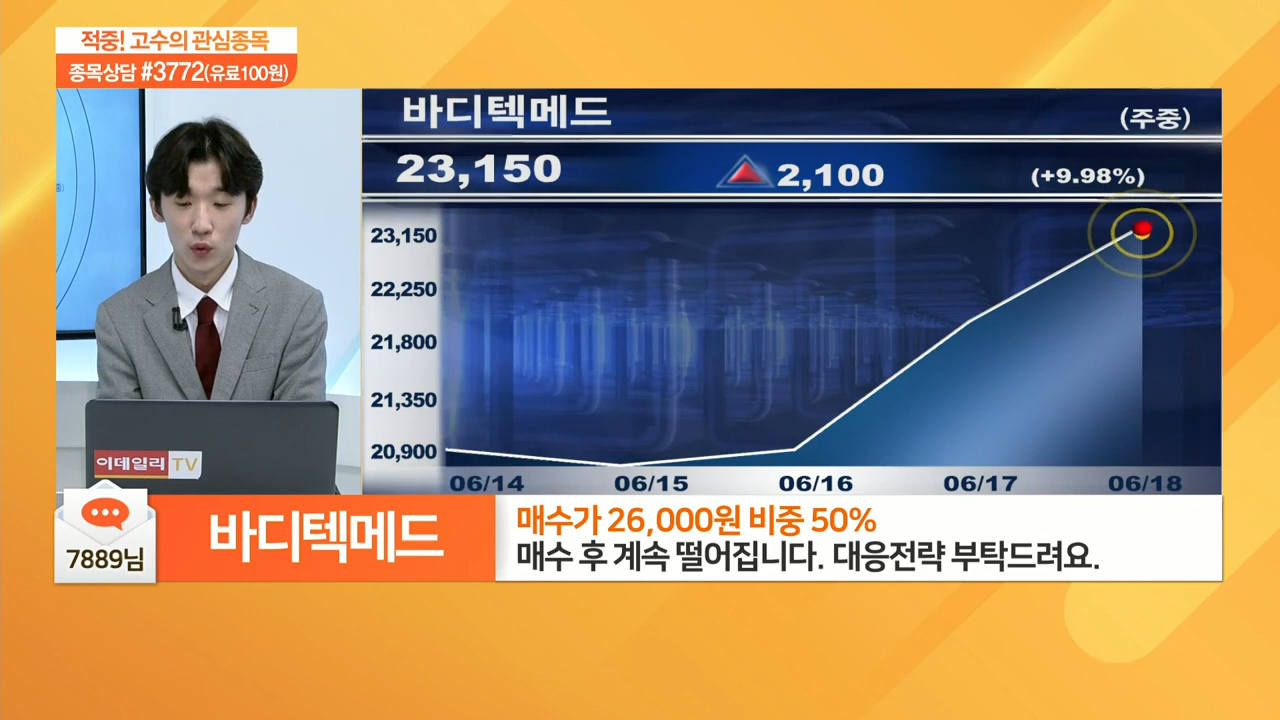 적중! 고수의 관심종목
종목상담 #3772(유료100원)
바디텍메드
(주중)
23,150
2,100
(+9.98%)
23,150
22,250
21,800
21,350
20,900
06/14
06/15
06/16
06/17
06/18
이데일리 TV
7889님
바디텍메드
매수가 26,000원 비중 50%
매수 후 계속 떨어집니다. 대응전략 부탁드려요.